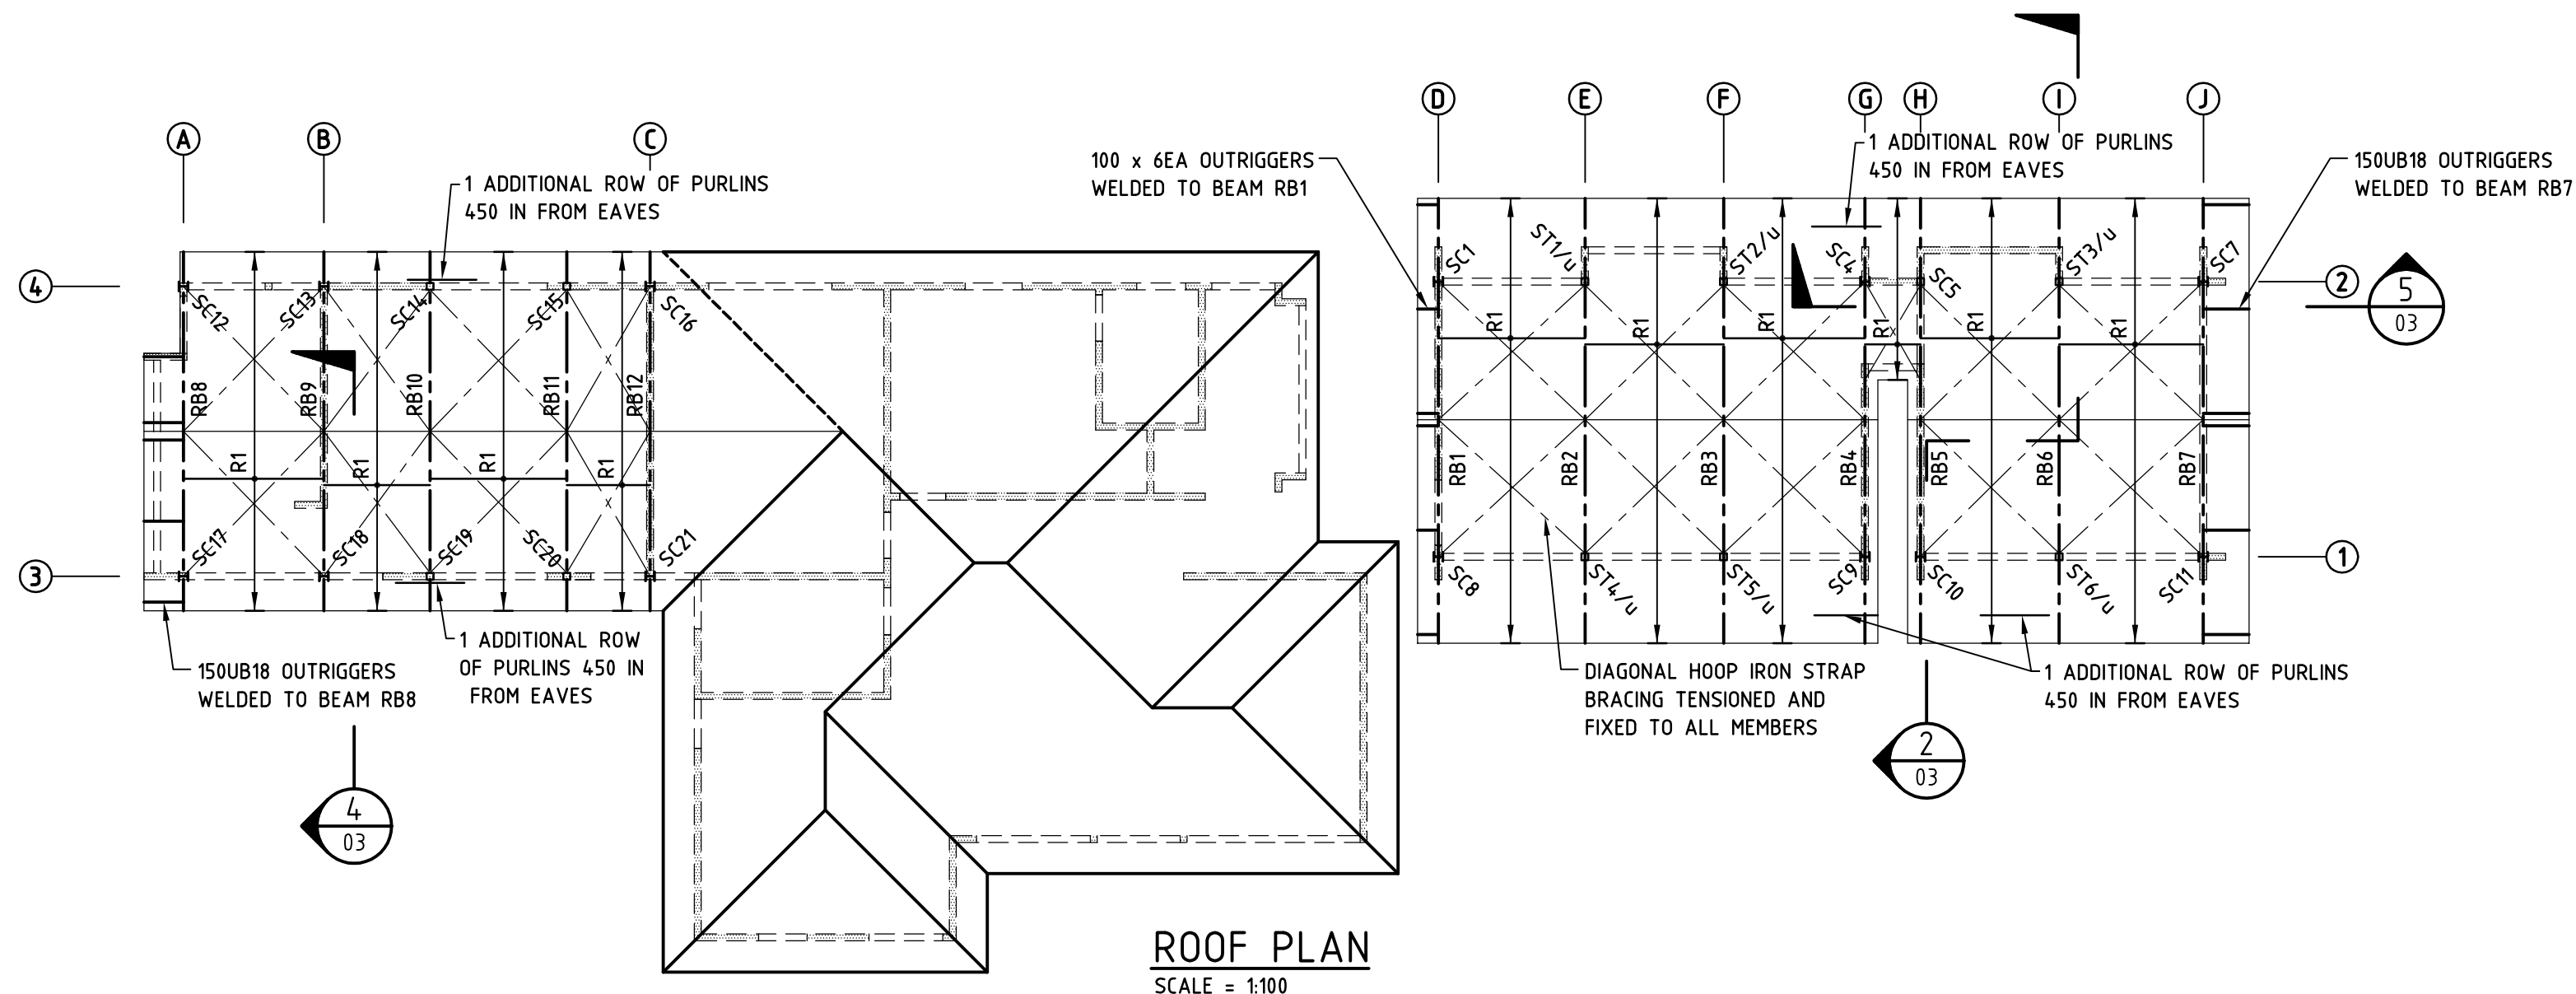 A
B
C
D
E
F
G
H
I
J
1 ADDITIONAL ROW OF PURLINS
450 IN FROM EAVES
100 x 6EA OUTRIGGERS
WELDED TO BEAM RB1
1 ADDITIONAL ROW OF PURLINS
450 IN FROM EAVES
150UB18 OUTRIGGERS
WELDED TO BEAM RB7
4
3
2
1
5
03
SC12
SC13
SC14
SC15
SC16
RB8
RB9
RB10
RB11
RB12
R1
R1
R1
R1
SC17
SC18
SC19
SC20
SC21
SC1
ST1/u
ST2/u
SC4
SC5
ST3/u
SC7
R1
R1
R1
R1
R1
R1
RB1
RB2
RB3
RB4
RB5
RB6
RB7
SC8
ST4/u
ST5/u
SC9
SC10
ST6/u
SC11
150UB18 OUTRIGGERS
WELDED TO BEAM RB8
1 ADDITIONAL ROW
OF PURLINS 450 IN
FROM EAVES
DIAGONAL HOOP IRON STRAP
BRACING TENSIONED AND
FIXED TO ALL MEMBERS
1 ADDITIONAL ROW OF PURLINS
450 IN FROM EAVES
4
03
2
03
ROOF PLAN
SCALE = 1:100